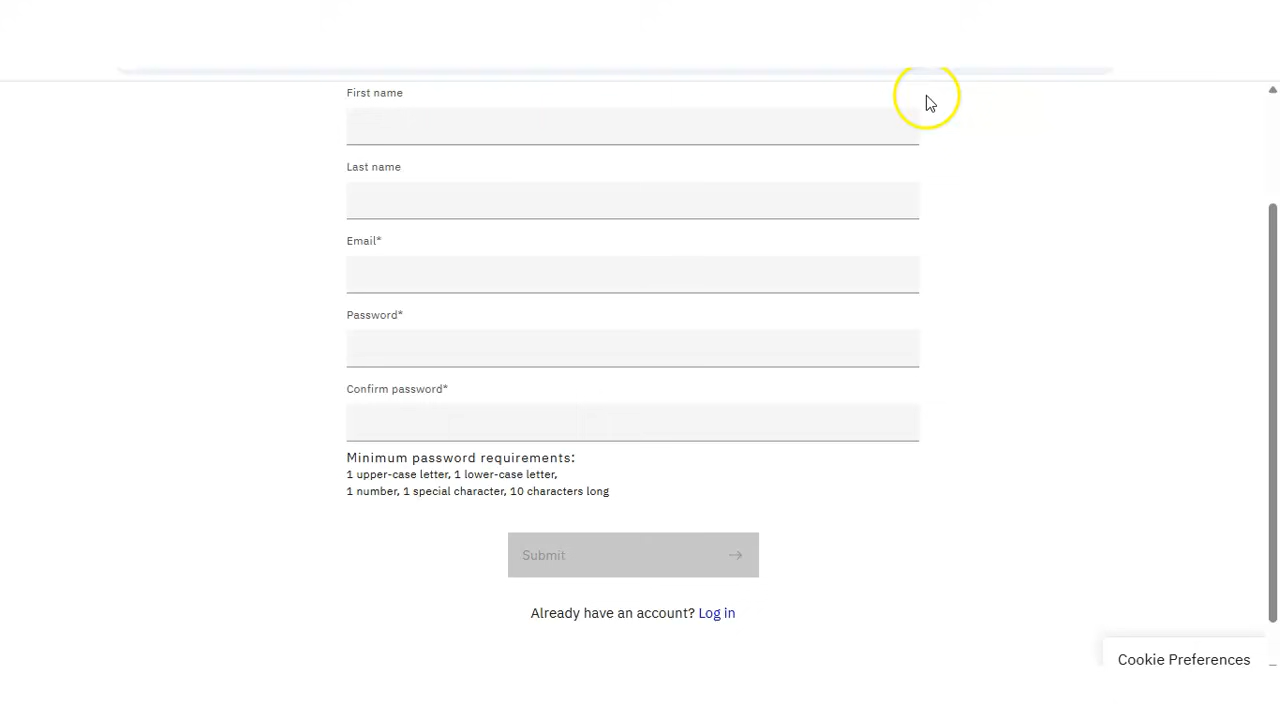 First name
Last name
Email*
Password*
Confirm password*
Minimum password requirements:
1 upper-case letter, 1 lower-case letter,
1 number, 1 special character, 10 characters long
Submit
Already have an account? Log in
Cookie Preferences